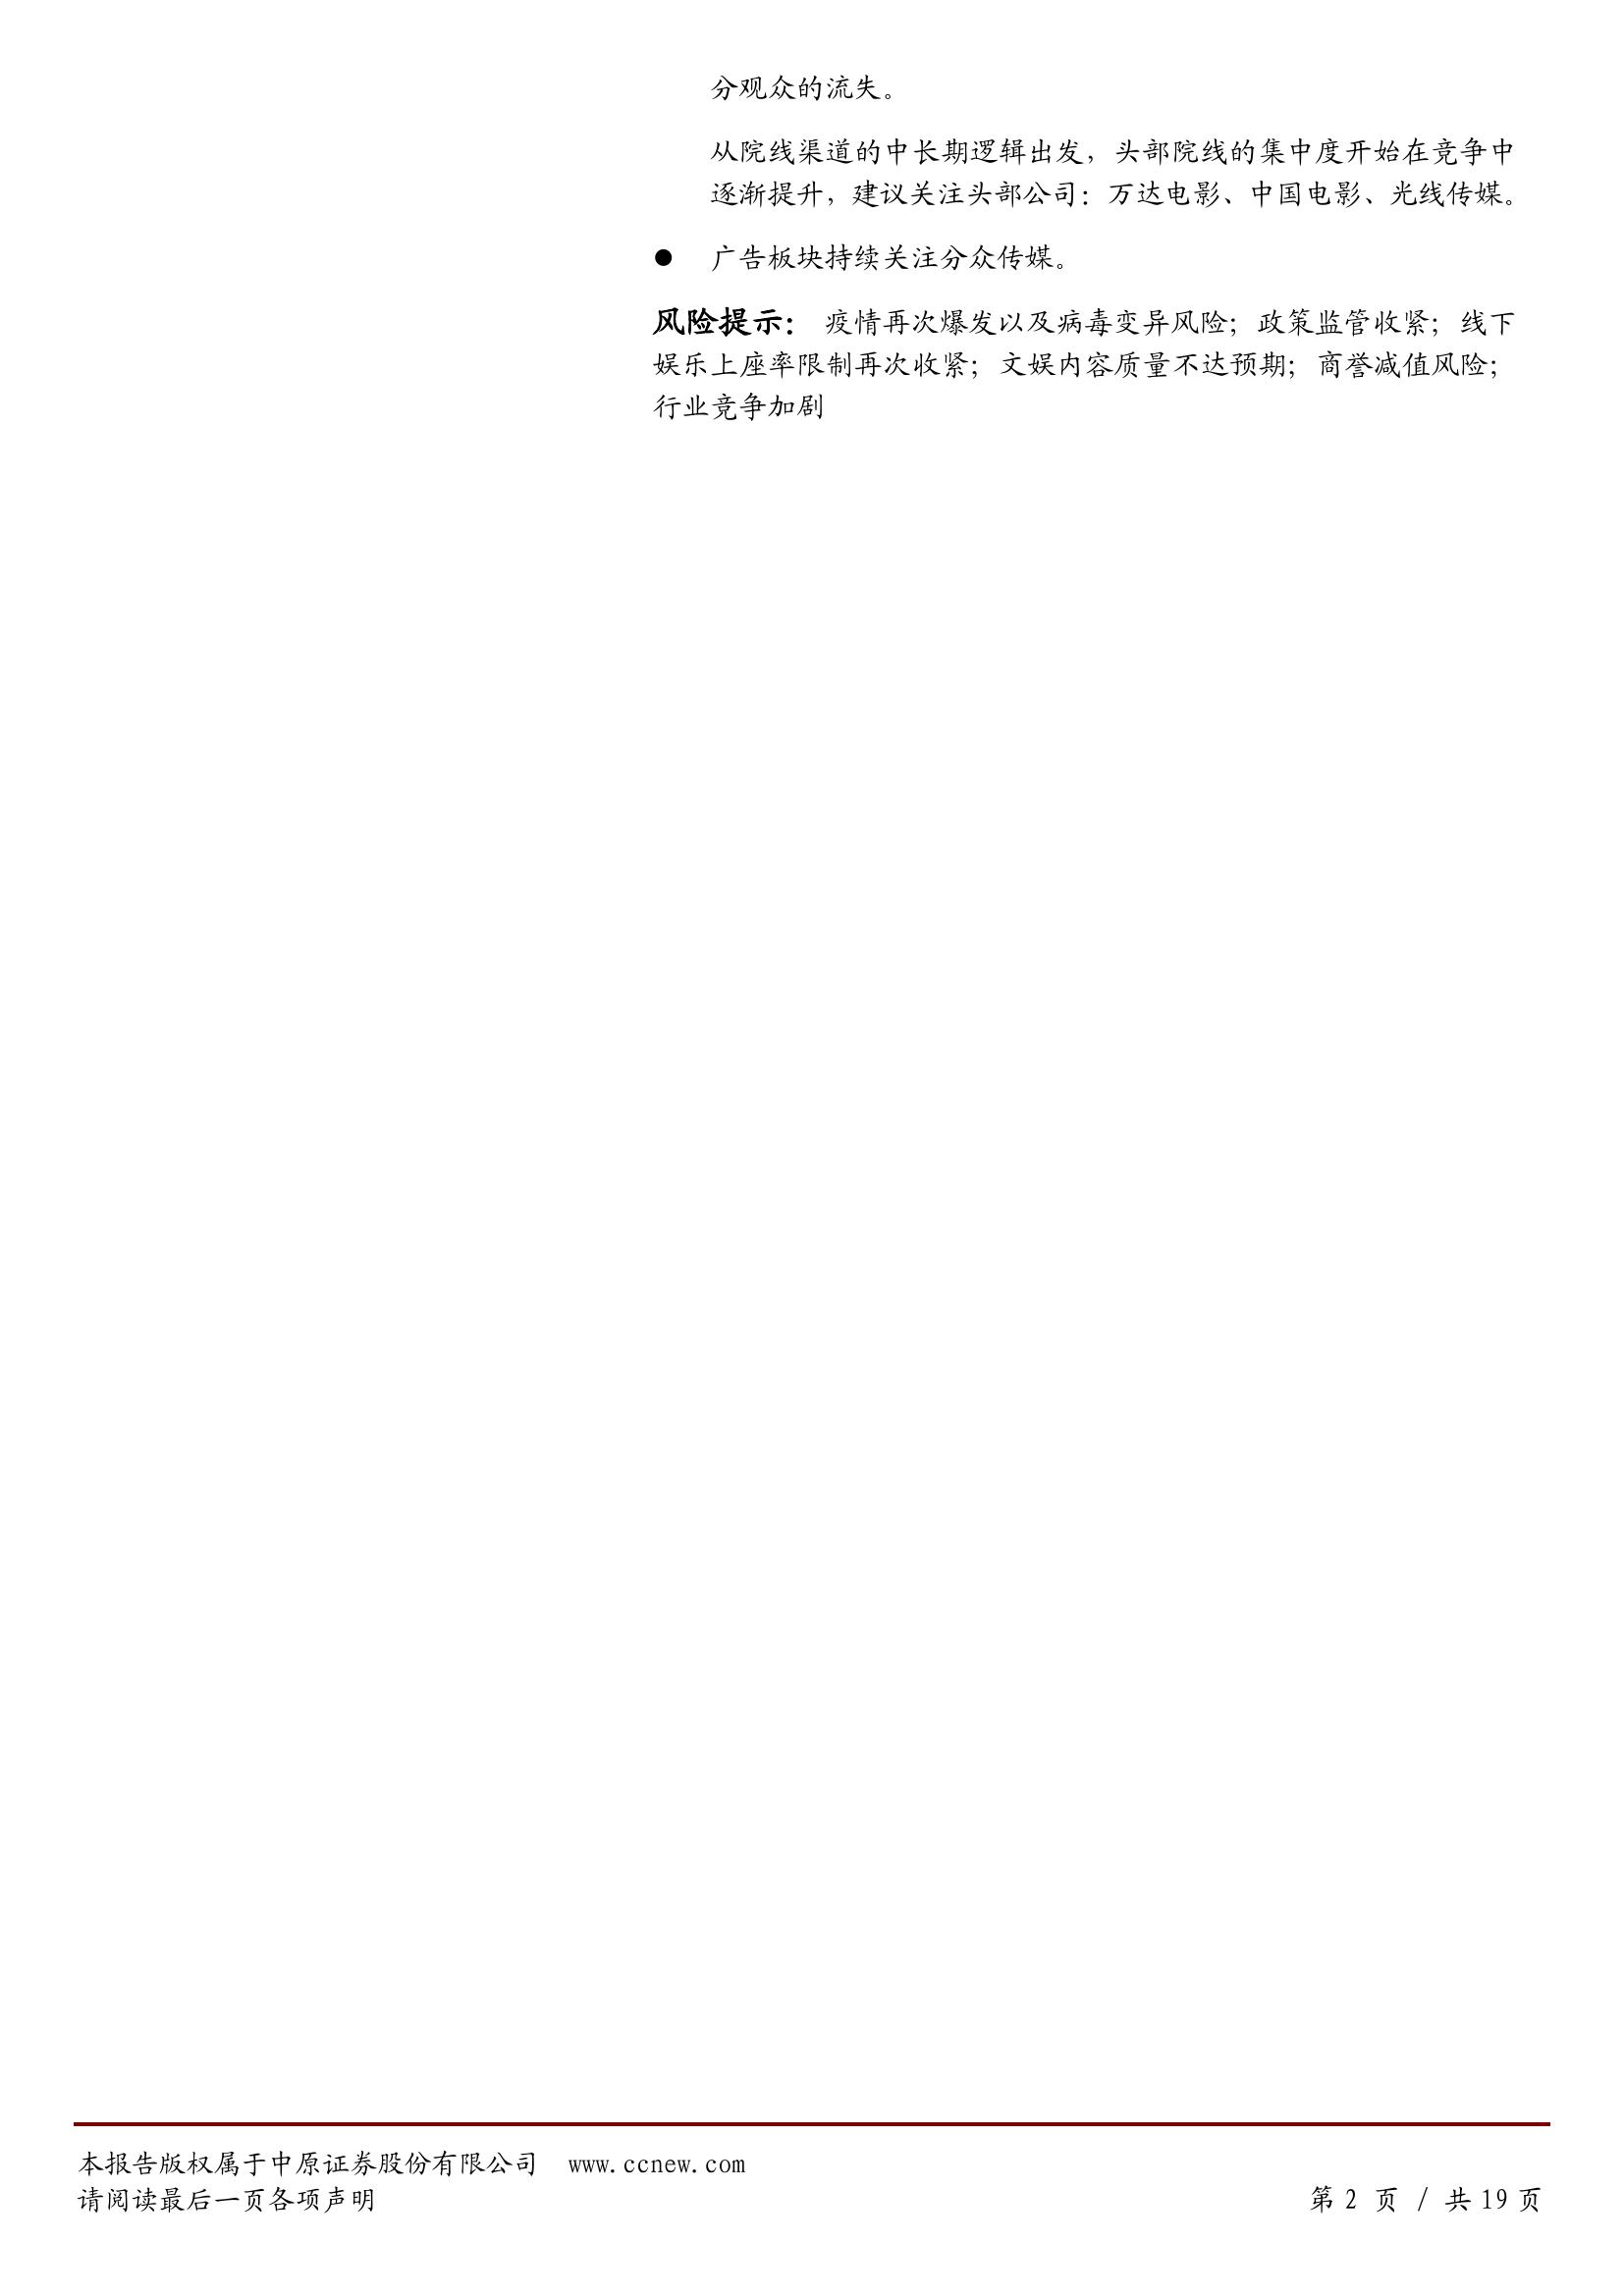 分观众的流失。
从院线渠道的中长期逻辑出发，头部院线的集中度开始在竞争中
逐渐提升，建议关注头部公司：万达电影、中国电影、光线传媒。
● 广告板块持续关注分众传媒。
风险提示： 疫情再次爆发以及病毒变异风险；政策监管收紧；线下
娱乐上座率限制再次收紧；文娱内容质量不达预期；商誉减值风险；
行业竞争加剧
本报告版权属于中原证券股份有限公司 www.ccnew.com
请阅读最后一页各项声明
第 2 页 / 共 19 页